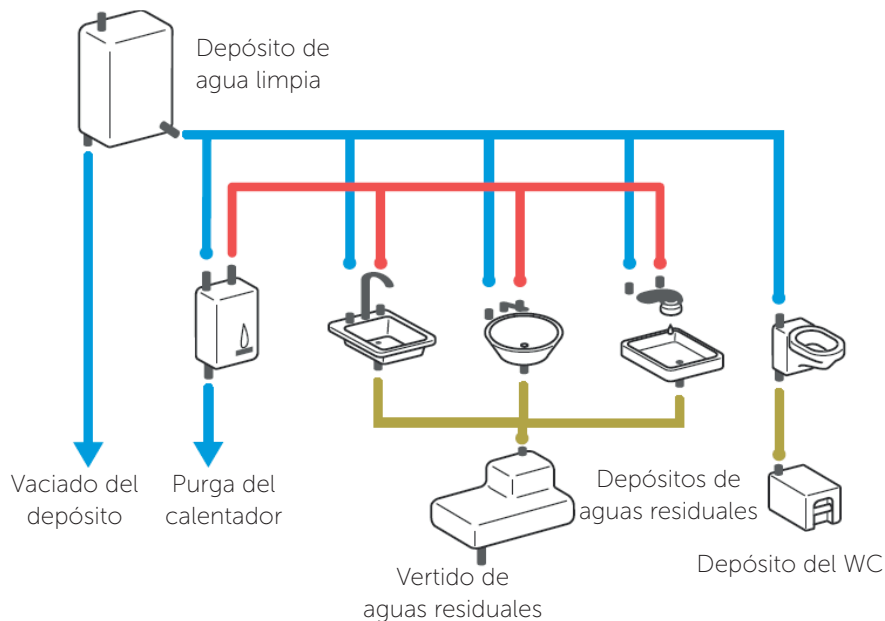 Depósito de
agua limpia
Vaciado del
depósito
Purga del
calentador
Depósitos de
aguas residuales
Depósito del WC
Vertido de
aguas residuales